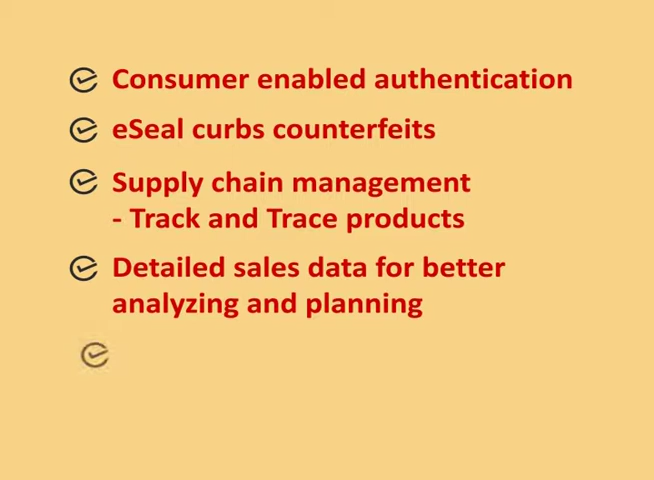 Consumer enabled authentication
eSeal curbs counterfeits
Supply chain management
- Track and Trace products
Detailed sales data for better
analyzing and planning